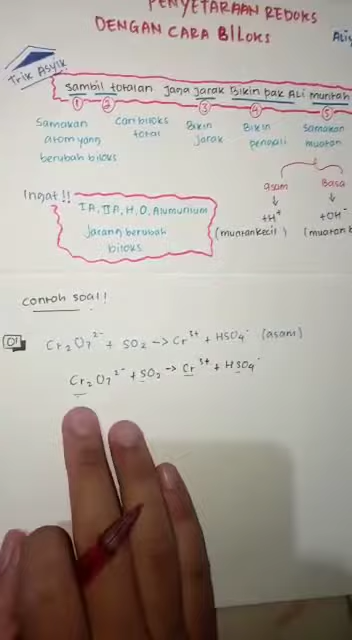 PENYETARAAN REDOKS
DENGAN CARA BILOKS
Trik Asyik
sambil totalan jaga jarak Bikin pak Ali muntah
1 2 3 4 5
Samakan atom yang berubah biloks
Cari biloks total
Bikin jarak
Bikin pengali
Samakan muatan
asam Basa
↓ ↓
+H⁺ +OH⁻
(muatan kecil) (muatan
Ingat!!
IA, IIA, H, O, Alumunium
Jarang berubah
biloks
contoh soal!
01 Cr₂O₇²⁻ + SO₂ → Cr³⁺ + HSO₄⁻ (asam)
Cr₂O₇²⁻ + SO₂ → Cr³⁺ + HSO₄⁻